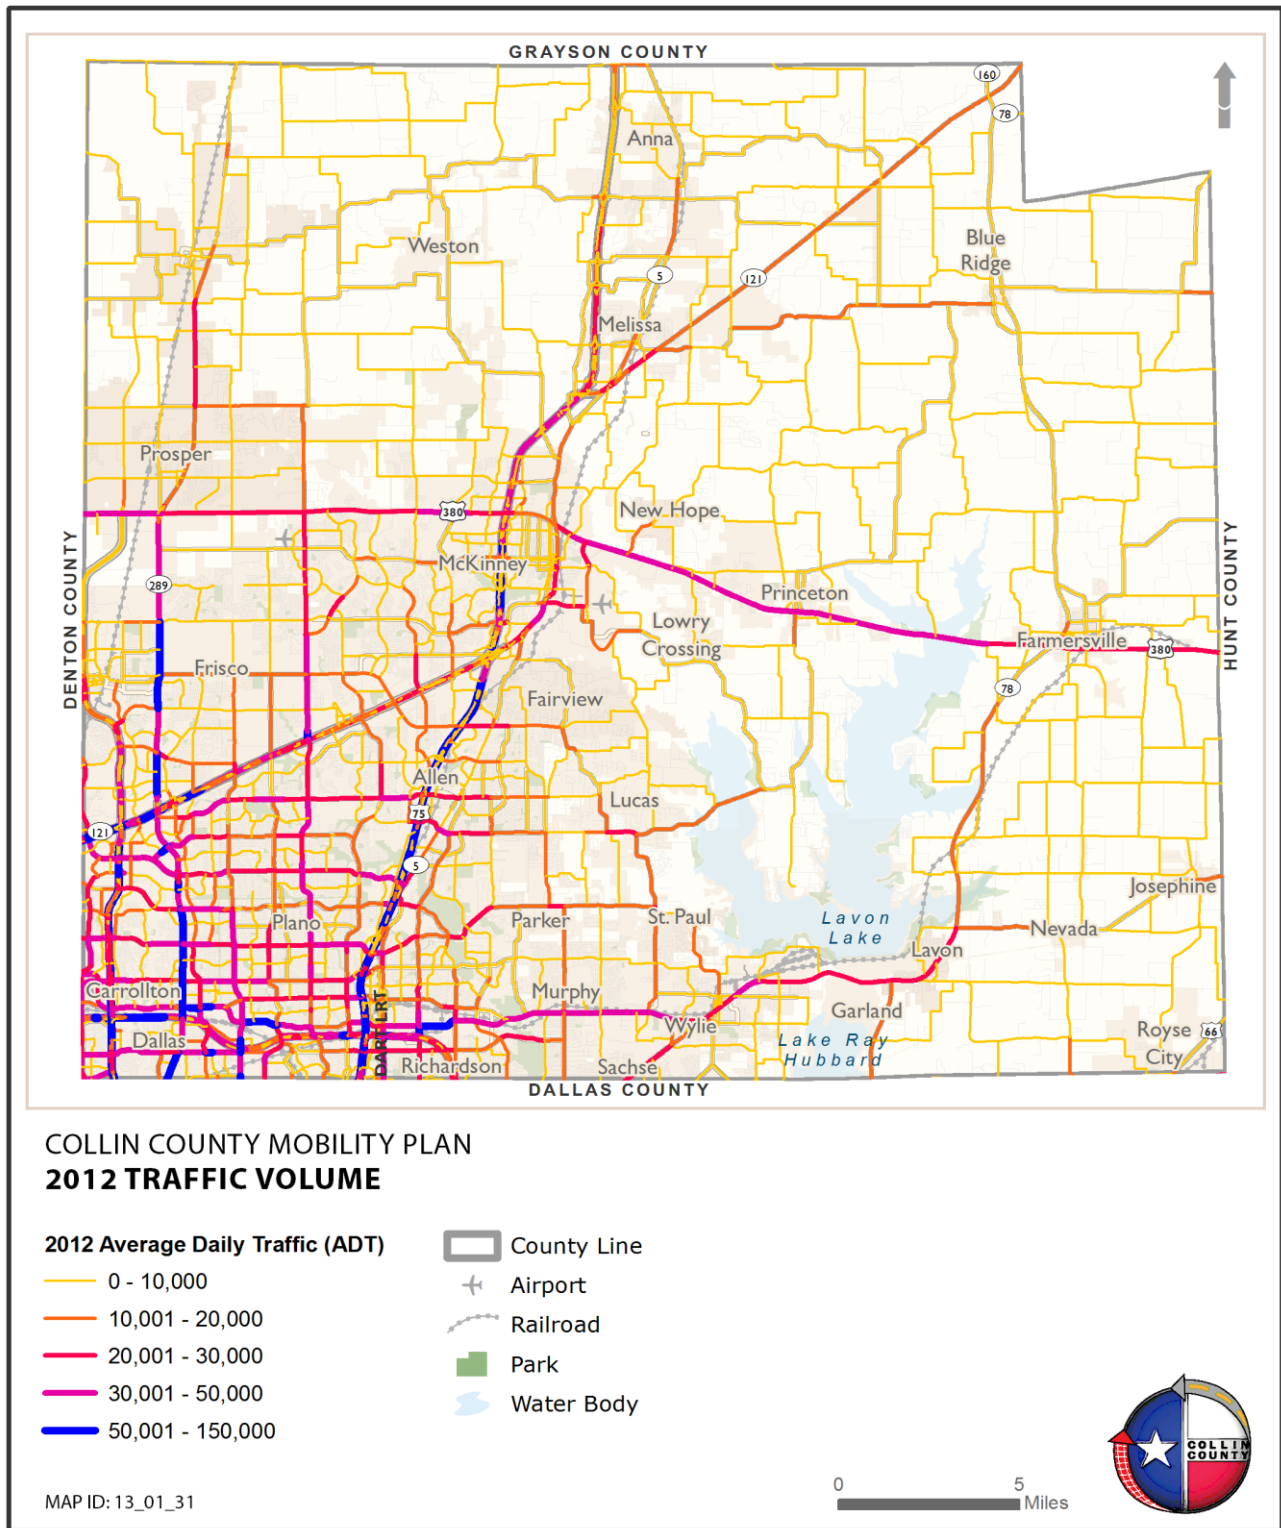 GRAYSON COUNTY
160
78
Anna
Weston
Blue
Ridge
5
121
Melissa
Prosper
380
New Hope
DENTON COUNTY
HUNT COUNTY
McKinney
289
Princeton
Lowry
Crossing
Farmersville
380
Frisco
78
Fairview
Allen
Lucas
75
121
5
Josephine
Plano
Parker
St. Paul
Lavon
Lake
Nevada
Lavon
Carrollton
Murphy
Garland
Dallas
DART LRT
Wylie
Lake Ray
Hubbard
Royse
City
66
Richardson
Sachse
DALLAS COUNTY
COLLIN COUNTY MOBILITY PLAN
2012 TRAFFIC VOLUME
2012 Average Daily Traffic (ADT)
0 - 10,000
10,001 - 20,000
20,001 - 30,000
30,001 - 50,000
50,001 - 150,000
County Line
Airport
Railroad
Park
Water Body
COLLIN
COUNTY
0 5
Miles
MAP ID: 13_01_31